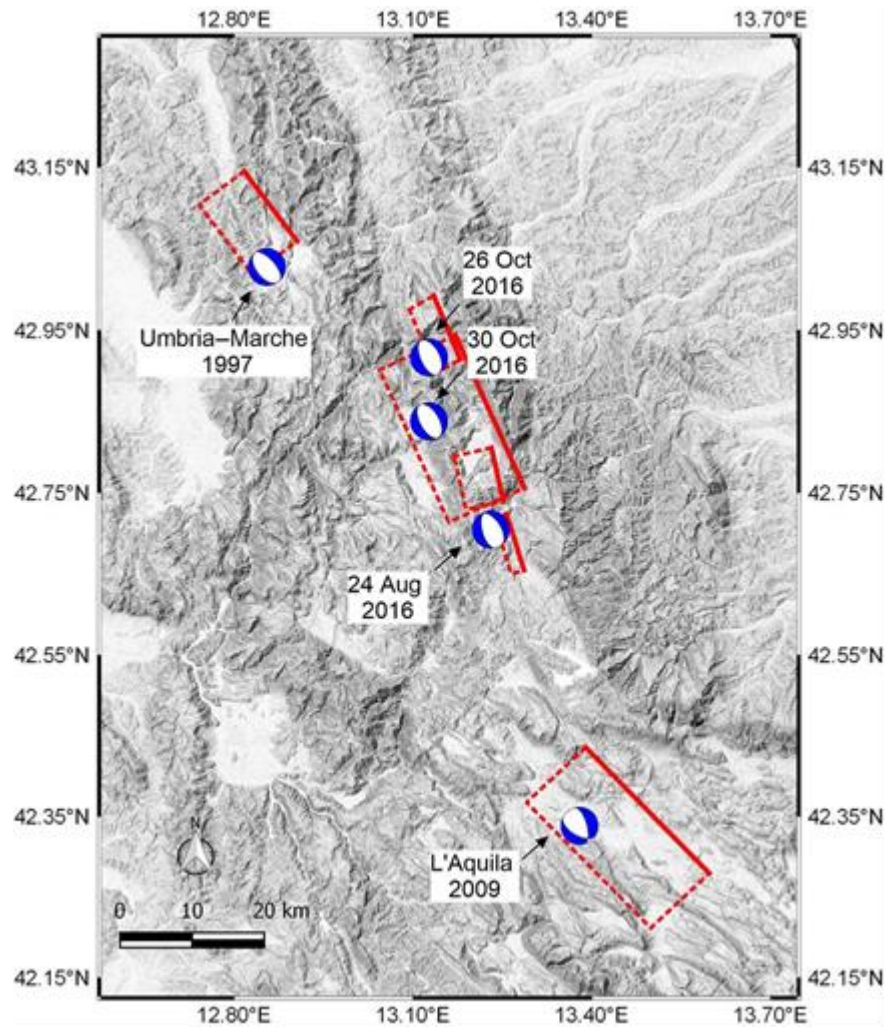 12.80°E 13.10°E 13.40°E 13.70°E
43.15°N 43.15°N
26 Oct
2016
42.95°N 42.95°N
30 Oct
2016
Umbria–Marche
1997
42.75°N 42.75°N
24 Aug
2016
42.55°N 42.55°N
42.35°N 42.35°N
L'Aquila
2009
N
0 10 20 km
42.15°N 42.15°N
12.80°E 13.10°E 13.40°E 13.70°E